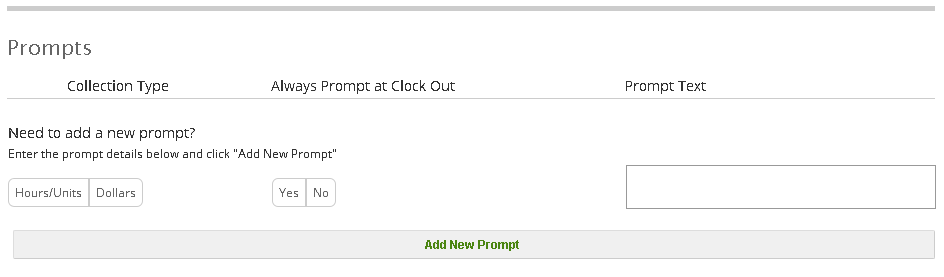 Prompts
Collection Type Always Prompt at Clock Out Prompt Text
Need to add a new prompt?
Enter the prompt details below and click "Add New Prompt"
Hours/Units Dollars Yes No
Add New Prompt